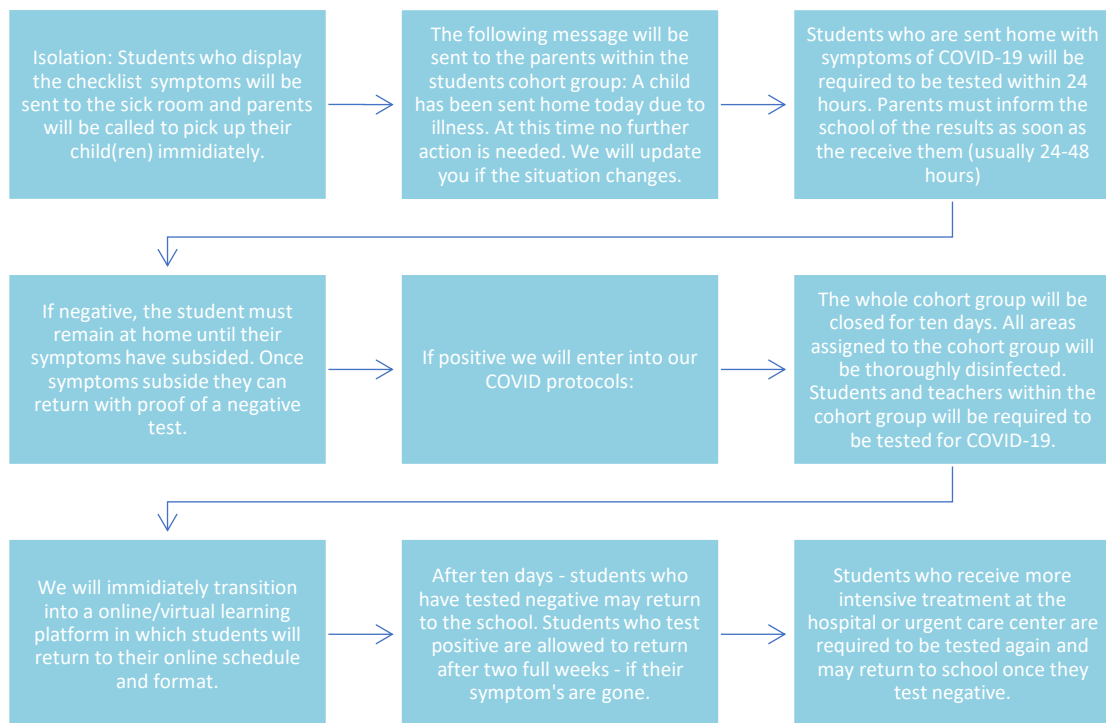 Isolation: Students who display
the checklist symptoms will be
sent to the sick room and parents
will be called to pick up their
child(ren) immidiately.
The following message will be
sent to the parents within the
students cohort group: A child
has been sent home today due to
illness. At this time no further
action is needed. We will update
you if the situation changes.
Students who are sent home with
symptoms of COVID-19 will be
required to be tested within 24
hours. Parents must inform the
school of the results as soon as
the receive them (usually 24-48
hours)
If negative, the student must
remain at home until their
symptoms have subsided. Once
symptoms subside they can
return with proof of a negative
test.
If positive we will enter into our
COVID protocols:
The whole cohort group will be
closed for ten days. All areas
assigned to the cohort group will
be thoroughly disinfected.
Students and teachers within the
cohort group will be required to
be tested for COVID-19.
We will immidiately transition
into a online/virtual learning
platform in which students will
return to their online schedule
and format.
After ten days - students who
have tested negative may return
to the school. Students who test
positive are allowed to return
after two full weeks - if their
symptom's are gone.
Students who receive more
intensive treatment at the
hospital or urgent care center are
required to be tested again and
may return to school once they
test negative.